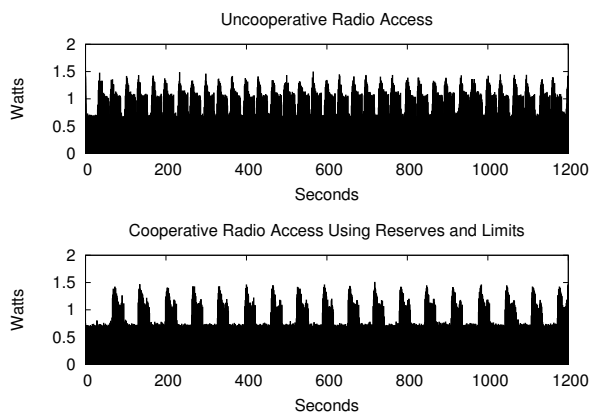 Uncooperative Radio Access
2
1.5
1
0.5
0
Watts
0 200 400 600 800 1000 1200
Seconds
Cooperative Radio Access Using Reserves and Limits
2
1.5
1
0.5
0
Watts
0 200 400 600 800 1000 1200
Seconds